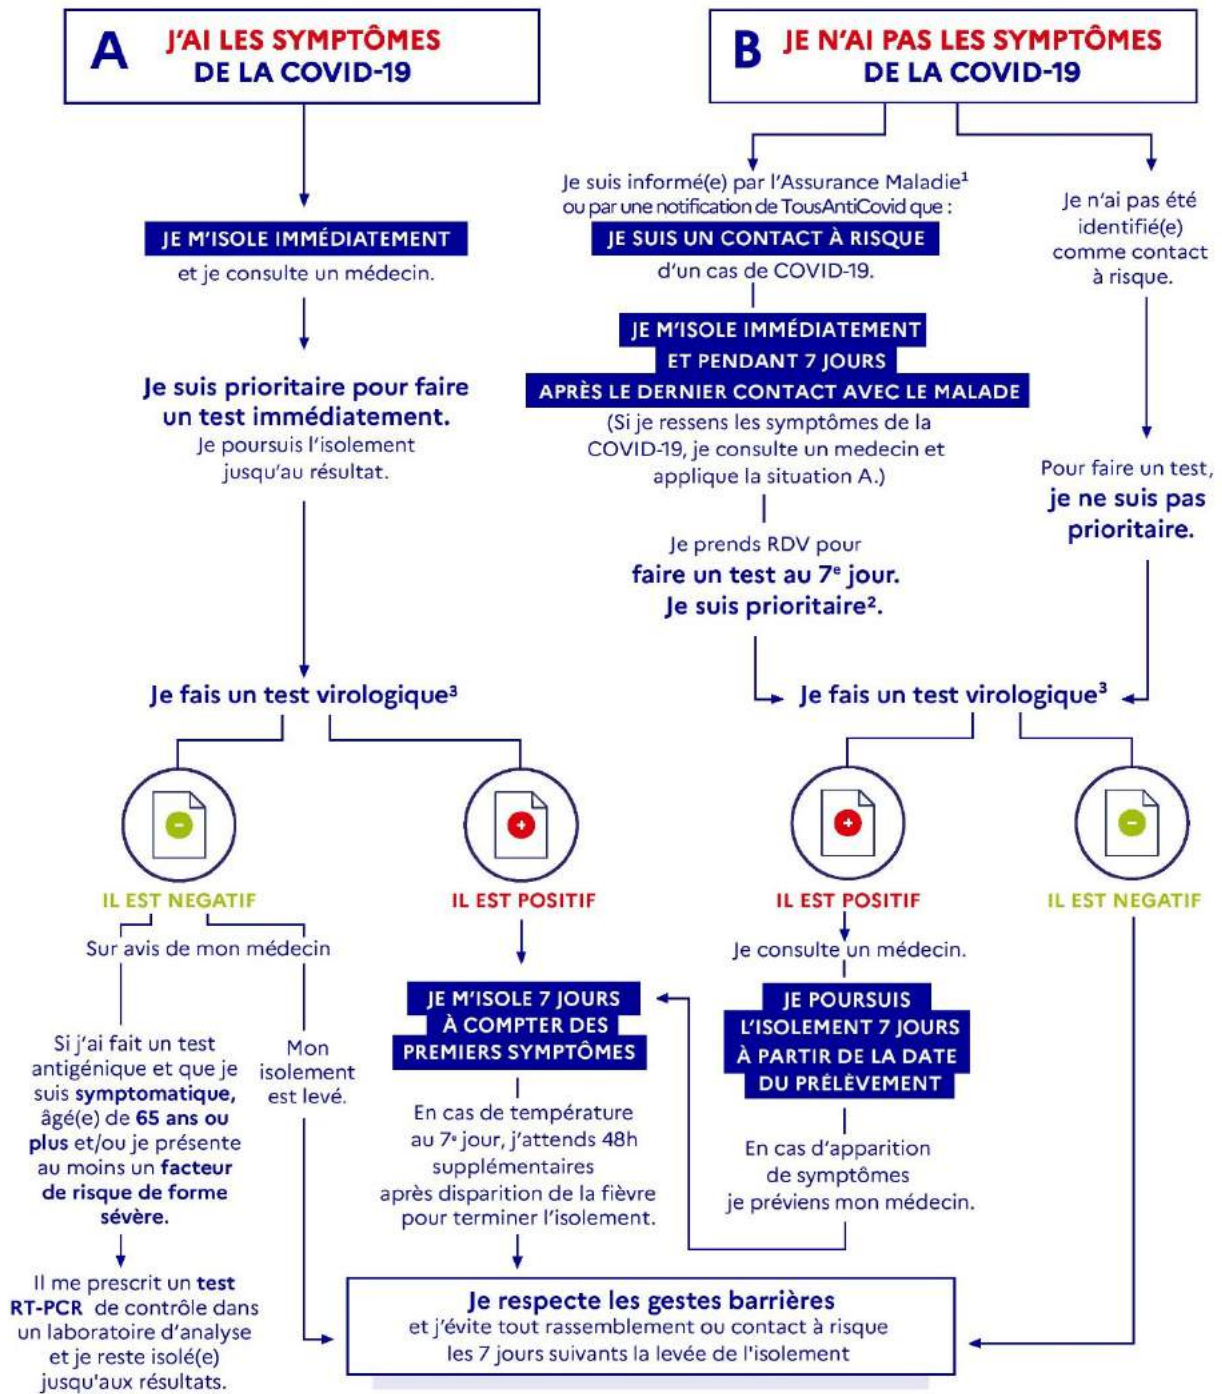 A J'AI LES SYMPTÔMES
DE LA COVID-19
JE M'ISOLE IMMÉDIATEMENT
et je consulte un médecin.
Je suis prioritaire pour faire
un test immédiatement.
Je poursuis l'isolement
jusqu'au résultat.
Je fais un test virologique³
IL EST NEGATIF
Sur avis de mon médecin
Si j'ai fait un test
antigénique et que je
suis symptomatique,
âgé(e) de 65 ans ou
plus et/ou je présente
au moins un facteur
de risque de forme
sévère.
Il me prescrit un test
RT-PCR de contrôle dans
un laboratoire d'analyse
et je reste isolé(e)
jusqu'aux résultats.
Mon
isolement
est levé.
IL EST POSITIF
JE M'ISOLE 7 JOURS
À COMPTER DES
PREMIERS SYMPTÔMES
En cas de température
au 7ᵉ jour, j'attends 48h
supplémentaires
après disparition de la fièvre
pour terminer l'isolement.
B JE N'AI PAS LES SYMPTÔMES
DE LA COVID-19
Je suis informé(e) par l'Assurance Maladie¹
ou par une notification de TousAntiCovid que :
JE SUIS UN CONTACT À RISQUE
d'un cas de COVID-19.
JE M'ISOLE IMMÉDIATEMENT
ET PENDANT 7 JOURS
APRÈS LE DERNIER CONTACT AVEC LE MALADE
(Si je ressens les symptômes de la
COVID-19, je consulte un medecin et
applique la situation A.)
Je prends RDV pour
faire un test au 7ᵉ jour.
Je suis prioritaire².
Je n'ai pas été
identifié(e)
comme contact
à risque.
Pour faire un test,
je ne suis pas
prioritaire.
Je fais un test virologique³
IL EST POSITIF
Je consulte un médecin.
JE POURSUIS
L'ISOLEMENT 7 JOURS
À PARTIR DE LA DATE
DU PRÉLÈVEMENT
En cas d'apparition
de symptômes
je préviens mon médecin.
IL EST NEGATIF
Je respecte les gestes barrières
et j'évite tout rassemblement ou contact à risque
les 7 jours suivants la levée de l'isolement